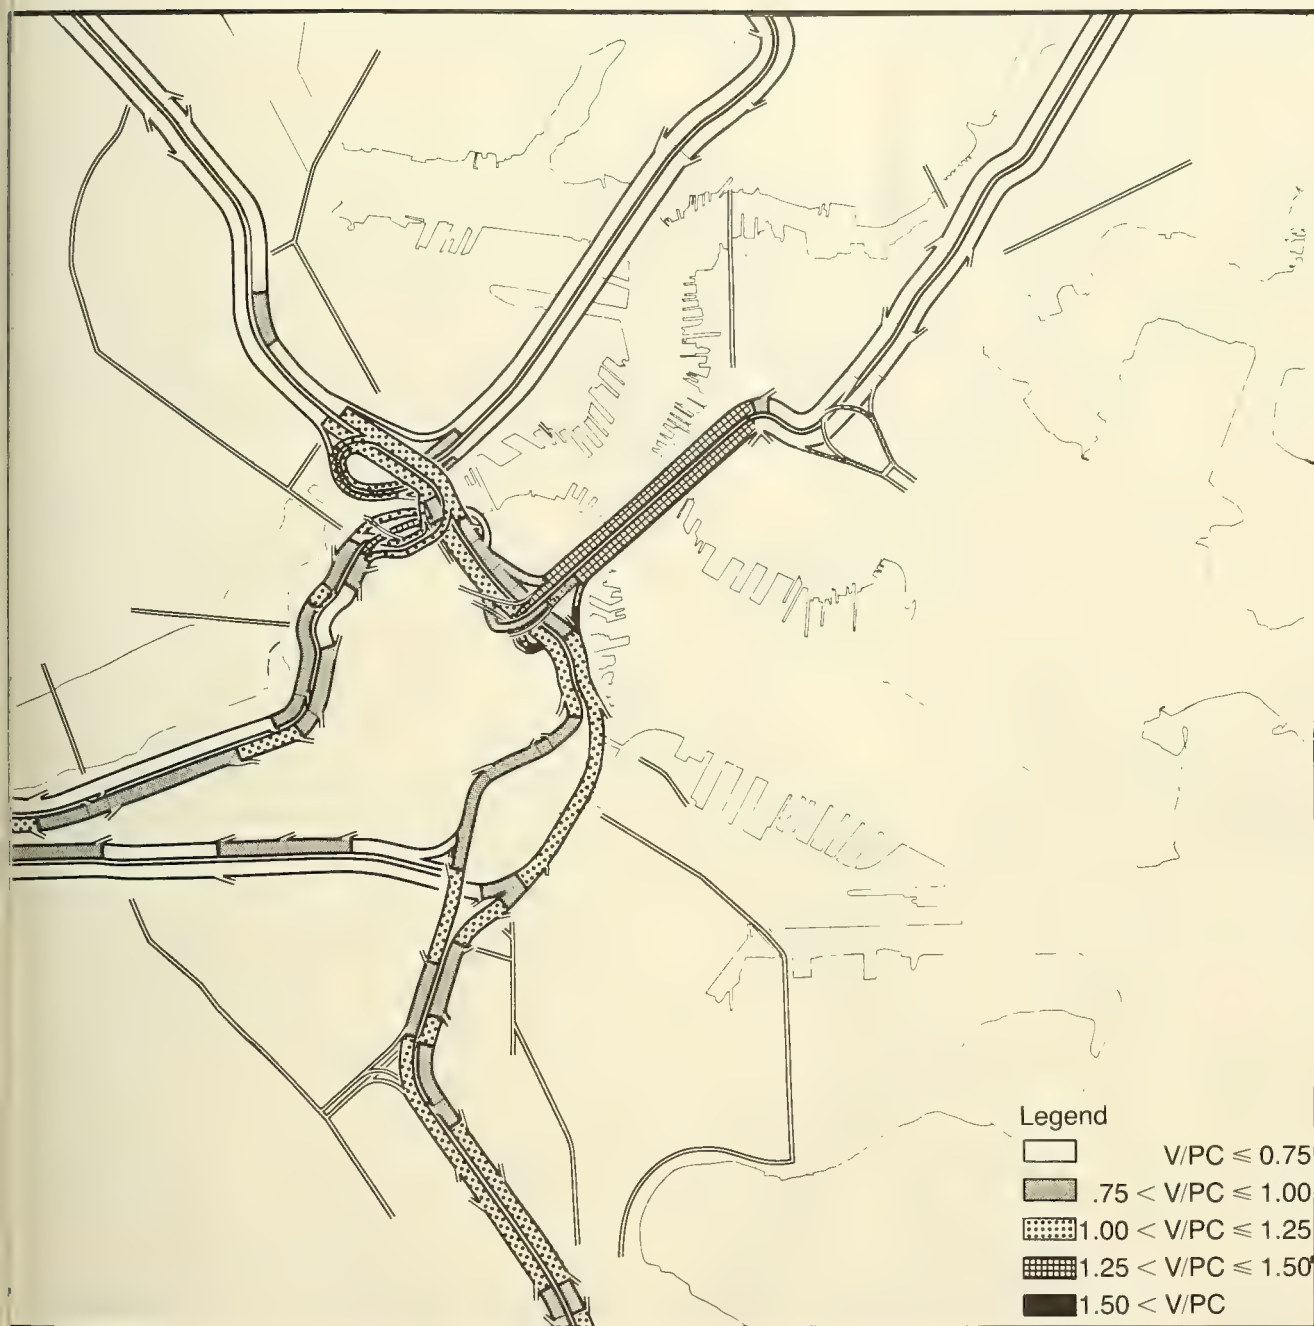 Legend
V/PC ≤ 0.75
.75 < V/PC ≤ 1.00
1.00 < V/PC ≤ 1.25
1.25 < V/PC ≤ 1.50
1.50 < V/PC